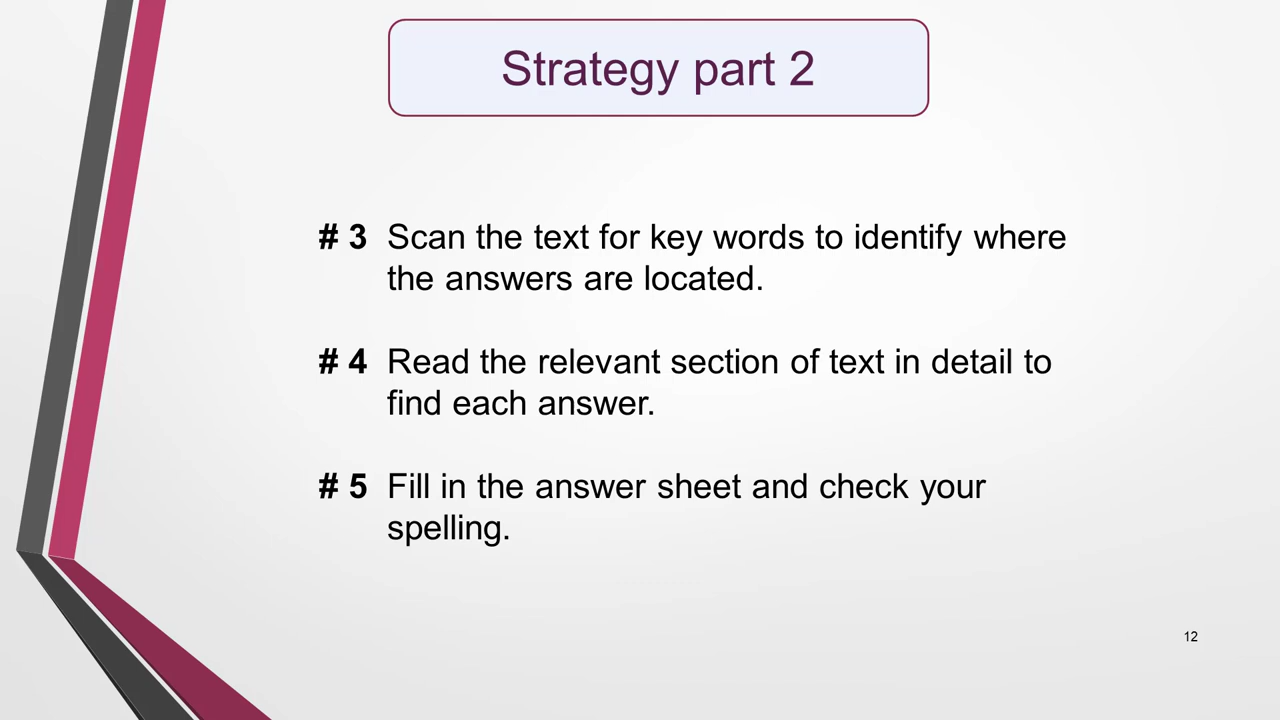 Strategy part 2
# 3 Scan the text for key words to identify where
the answers are located.
# 4 Read the relevant section of text in detail to
find each answer.
# 5 Fill in the answer sheet and check your
spelling.
12